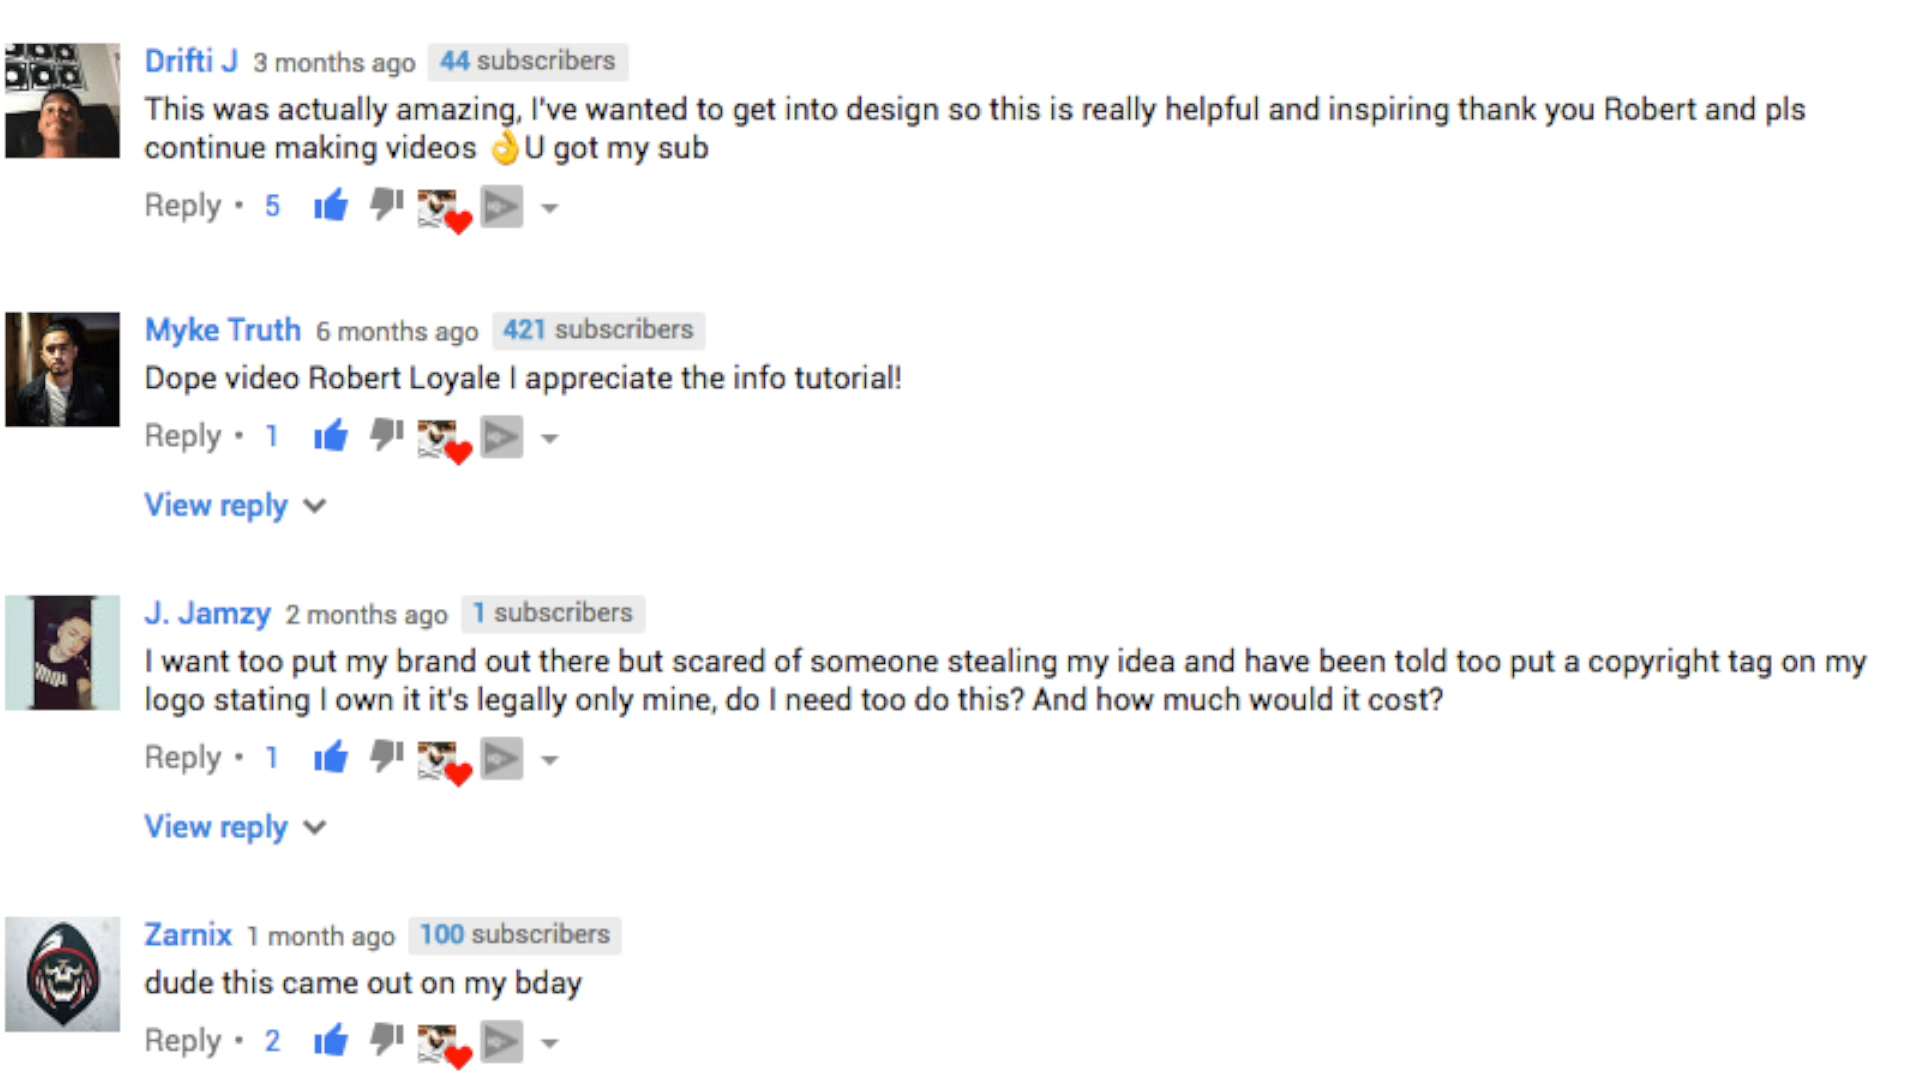 Drifti J 3 months ago 44 subscribers
This was actually amazing, I've wanted to get into design so this is really helpful and inspiring thank you Robert and pls
continue making videos 👌U got my sub
Reply • 5
Myke Truth 6 months ago 421 subscribers
Dope video Robert Loyale I appreciate the info tutorial!
Reply • 1
View reply
J. Jamzy 2 months ago 1 subscribers
I want too put my brand out there but scared of someone stealing my idea and have been told too put a copyright tag on my
logo stating I own it it's legally only mine, do I need too do this? And how much would it cost?
Reply • 1
View reply
Zarnix 1 month ago 100 subscribers
dude this came out on my bday
Reply • 2